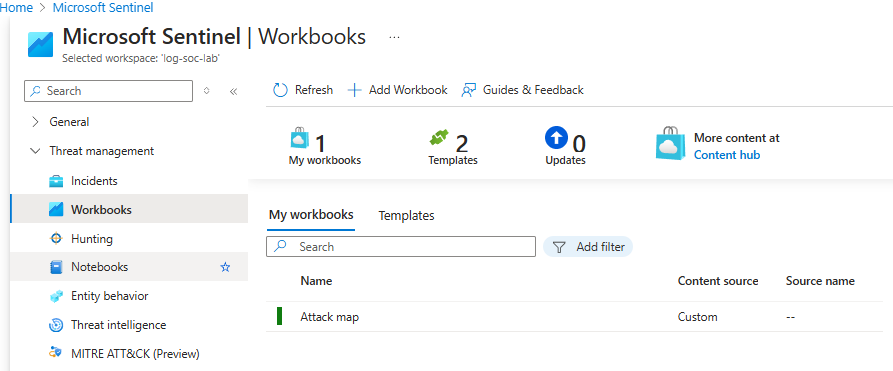 Home > Microsoft Sentinel
Microsoft Sentinel | Workbooks ...
Selected workspace: 'log-soc-lab'
Search
General
Threat management
Incidents
Workbooks
Hunting
Notebooks
Entity behavior
Threat intelligence
MITRE ATT&CK (Preview)
Refresh + Add Workbook Guides & Feedback
1 My workbooks
2 Templates
0 Updates
More content at
Content hub
My workbooks Templates
Search Add filter
Name Content source Source name
Attack map Custom --